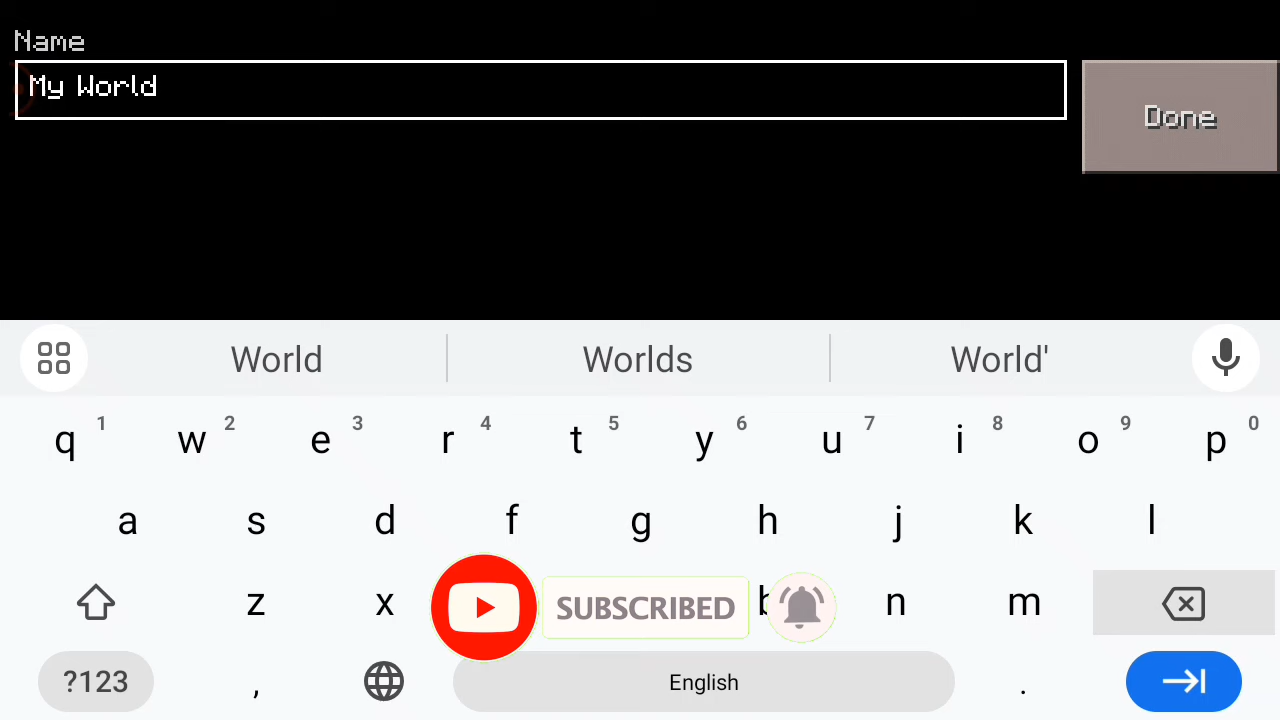 Name
My World
Done
World Worlds World'
q 1 w 2 e 3 r 4 t 5 y 6 u 7 i 8 o 9 p 0
a s d f g h j k l
z x SUBSCRIBED b n m
?123 , English .